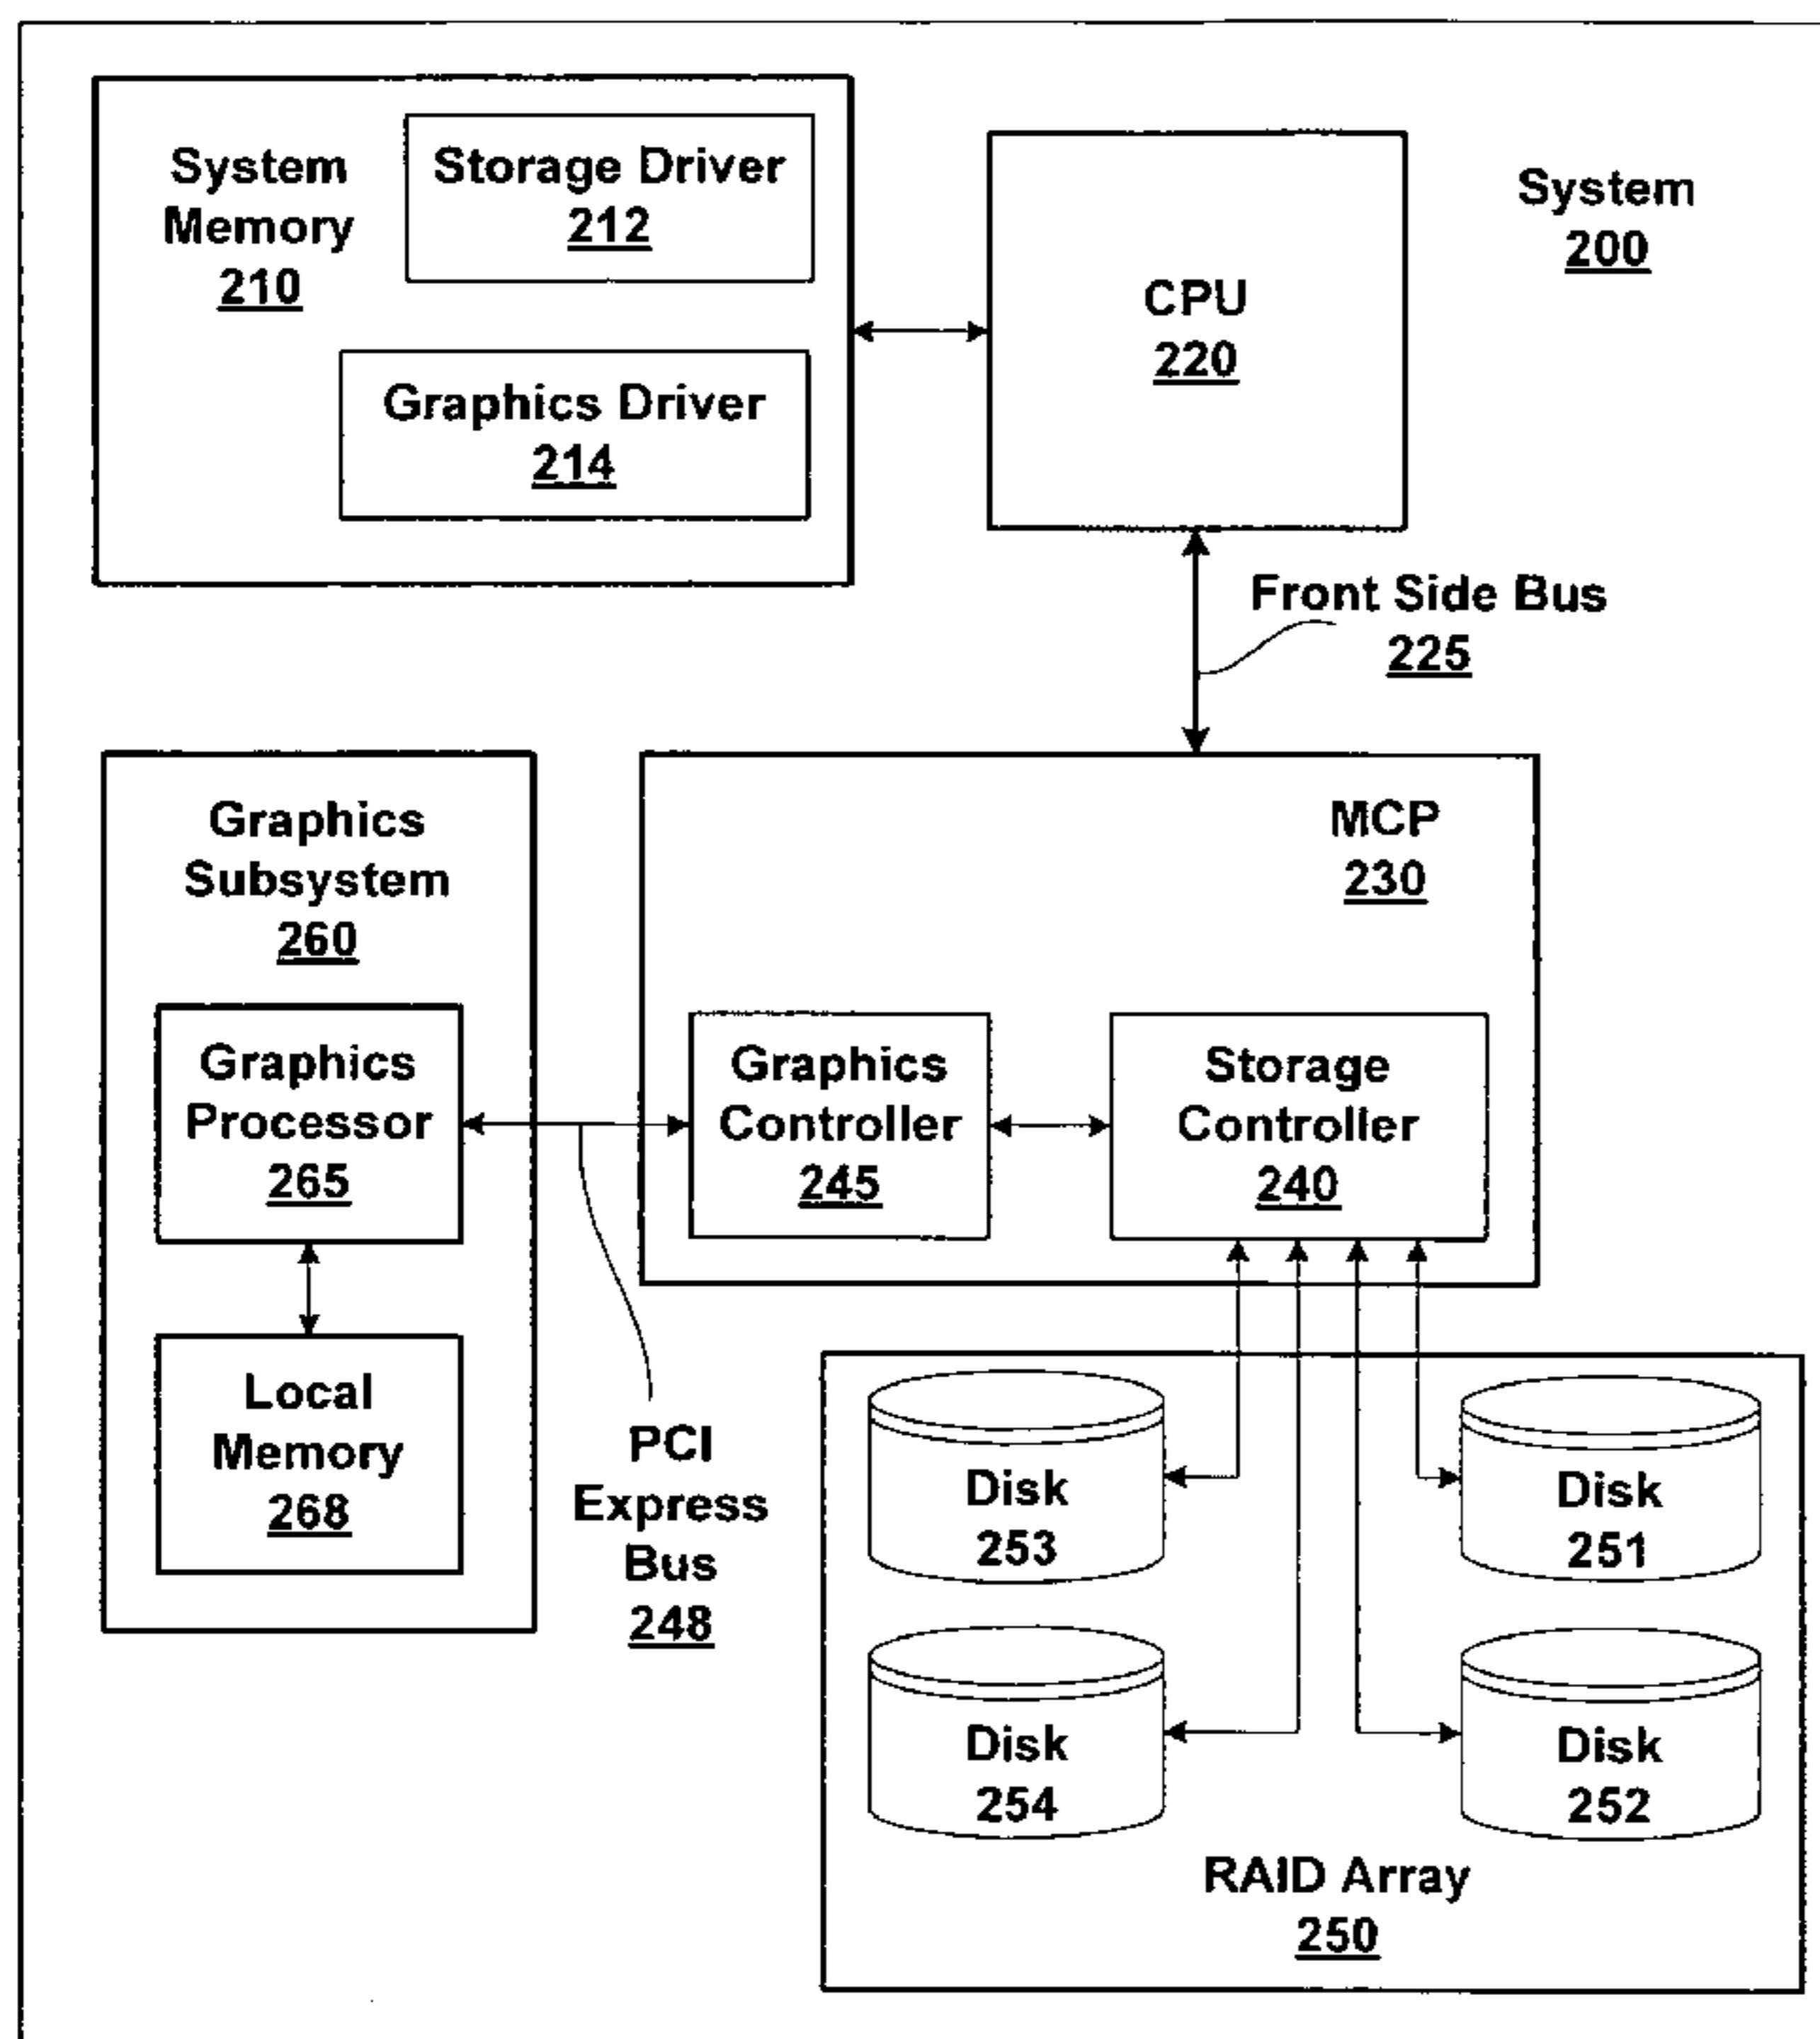 System
Memory
210
Storage Driver
212
Graphics Driver
214
CPU
220
System
200
Front Side Bus
225
Graphics
Subsystem
260
Graphics
Processor
265
Local
Memory
268
MCP
230
Graphics
Controller
245
Storage
Controller
240
PCI
Express
Bus
248
Disk
253
Disk
251
Disk
254
Disk
252
RAID Array
250